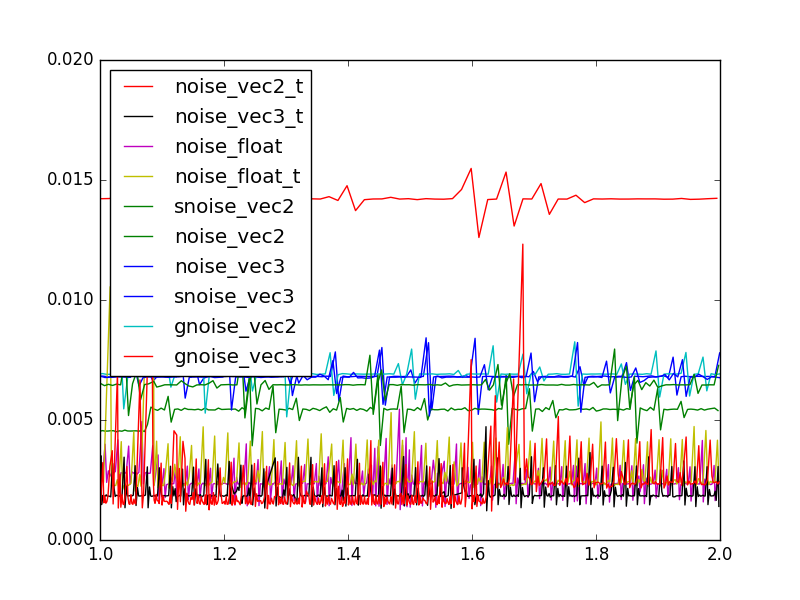 0.020
noise_vec2_t
noise_vec3_t
noise_float
noise_float_t
snoise_vec2
noise_vec2
noise_vec3
snoise_vec3
gnoise_vec2
gnoise_vec3
0.015
0.010
0.005
0.000
1.0 1.2 1.4 1.6 1.8 2.0